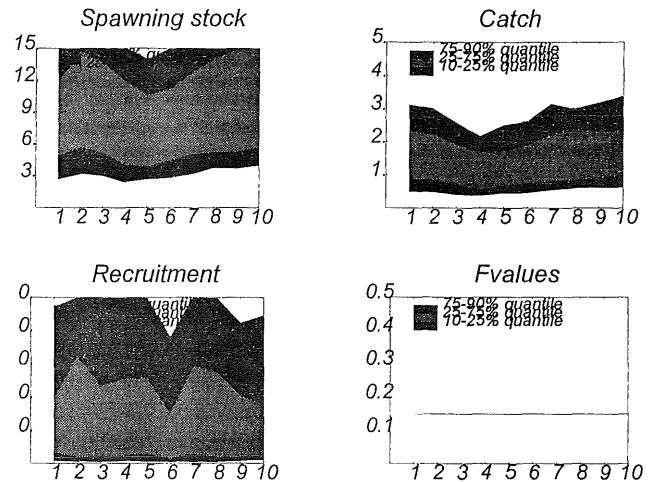 Spawning stock
15
12
9
6
3
1 2 3 4 5 6 7 8 9 10
Catch
75-90% quantile
25-75% quantile
10-25% quantile
5
4
3
2
1
1 2 3 4 5 6 7 8 9 10
Recruitment
0
0
0
0
0
1 2 3 4 5 6 7 8 9 10
Fvalues
75-90% quantile
25-75% quantile
10-25% quantile
0.5
0.4
0.3
0.2
0.1
1 2 3 4 5 6 7 8 9 10